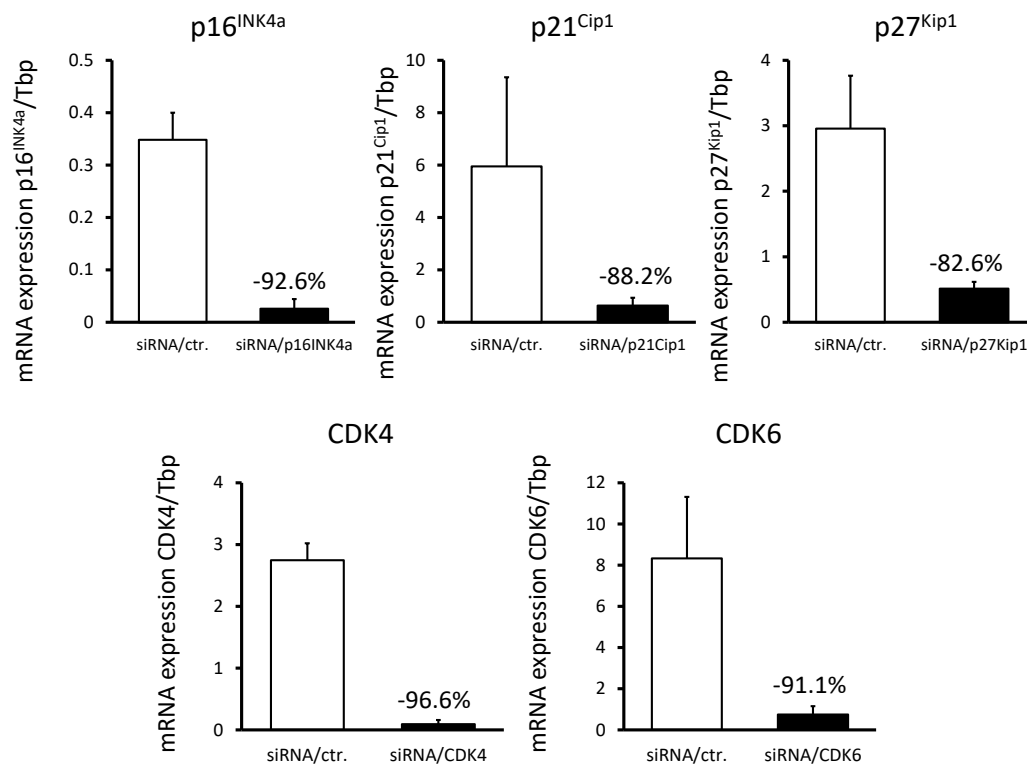 p16INK4a
mRNA expression p16INK4a/Tbp
0.5
0.4
0.3
0.2
0.1
0
-92.6%
siRNA/ctr. siRNA/p16INK4a
p21Cip1
mRNA expression p21Cip1/Tbp
10
8
6
4
2
0
-88.2%
siRNA/ctr. siRNA/p21Cip1
p27Kip1
mRNA expression p27Kip1/Tbp
4
3
2
1
0
-82.6%
siRNA/ctr. siRNA/p27Kip1
CDK4
mRNA expression CDK4/Tbp
4
3
2
1
0
-96.6%
siRNA/ctr. siRNA/CDK4
CDK6
mRNA expression CDK6/Tbp
12
10
8
6
4
2
0
-91.1%
siRNA/ctr. siRNA/CDK6